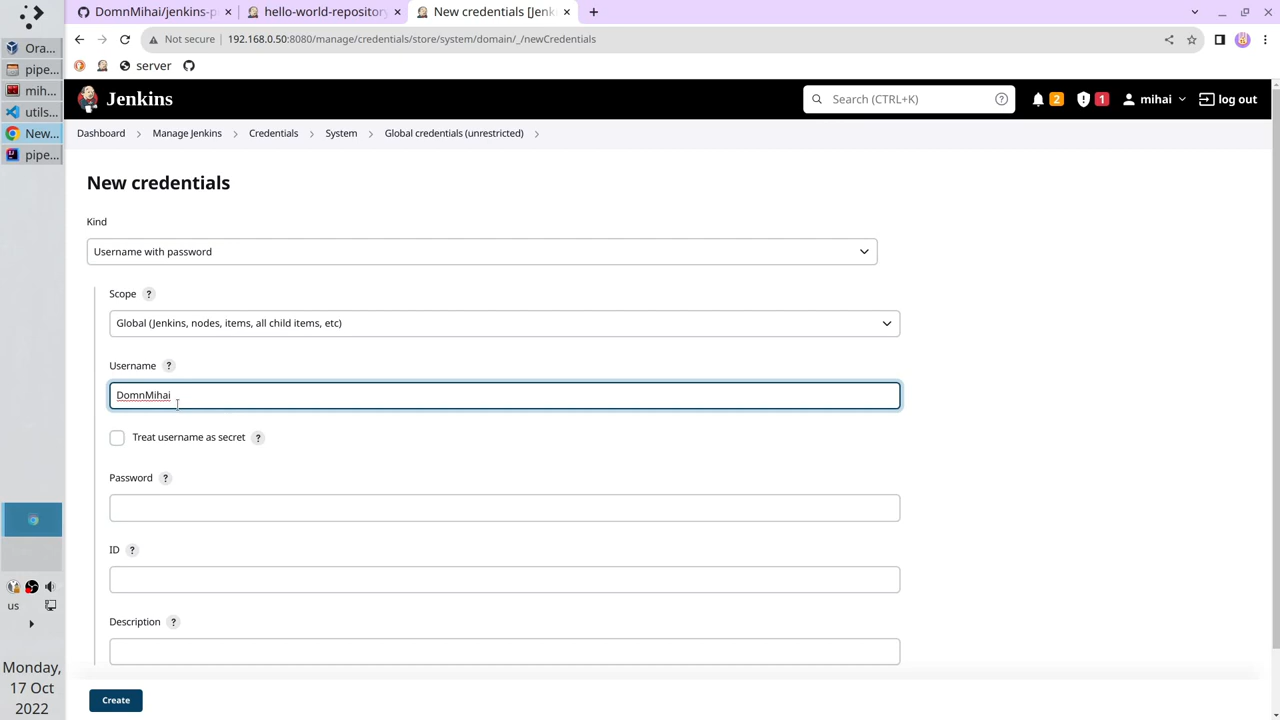 DomnMihai/jenkins-p
hello-world-repository
New credentials [Jenk
Ora...
pipe...
mih...
utils...
New...
pipe...
Not secure
192.168.0.50:8080/manage/credentials/store/system/domain/_/newCredentials
server
Jenkins
Search (CTRL+K)
?
2
1
mihai
log out
Dashboard
Manage Jenkins
Credentials
System
Global credentials (unrestricted)
New credentials
Kind
Username with password
Scope ?
Global (Jenkins, nodes, items, all child items, etc)
Username ?
DomnMihai
Treat username as secret ?
Password ?
ID ?
Description ?
Create
us
Monday,
17 Oct
2022